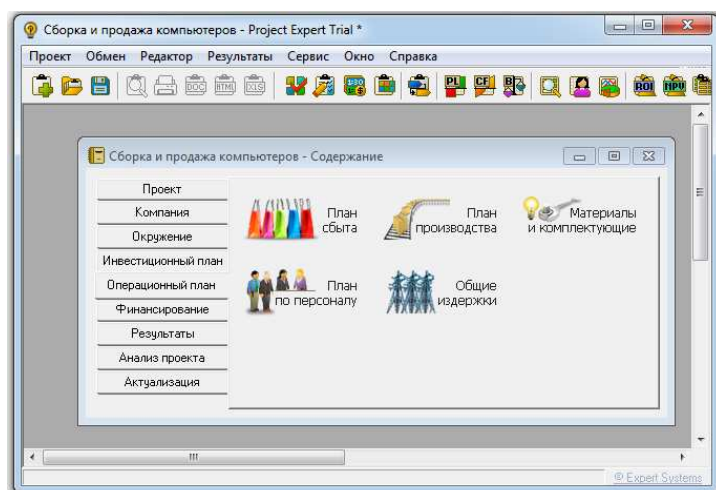 Сборка и продажа компьютеров - Project Expert Trial *
Проект Обмен Редактор Результаты Сервис Окно Справка
DOC HTML XLS PL CF ROI NPV
Сборка и продажа компьютеров - Содержание
Проект
Компания
Окружение
Инвестиционный план
Операционный план
Финансирование
Результаты
Анализ проекта
Актуализация
План
сбыта
План
производства
Материалы
и комплектующие
План
по персоналу
Общие
издержки
© Expert Systems